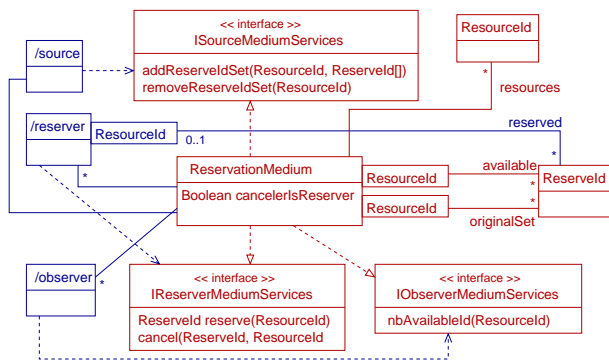 << interface >>
ISourceMediumServices
addReserveIdSet(ResourceId, ReserveId[])
removeReserveIdSet(ResourceId)
ResourceId
*
resources
/source
/reserver
ResourceId
0..1
reserved
*
*
ReservationMedium
Boolean cancelerIsReserver
ResourceId
available
*
ReserveId
ResourceId
*
originalSet
/observer
*
<< interface >>
IReserverMediumServices
ReserveId reserve(ResourceId)
cancel(ReserveId, ResourceId
<< interface >>
IObserverMediumServices
nbAvailableId(ResourceId)